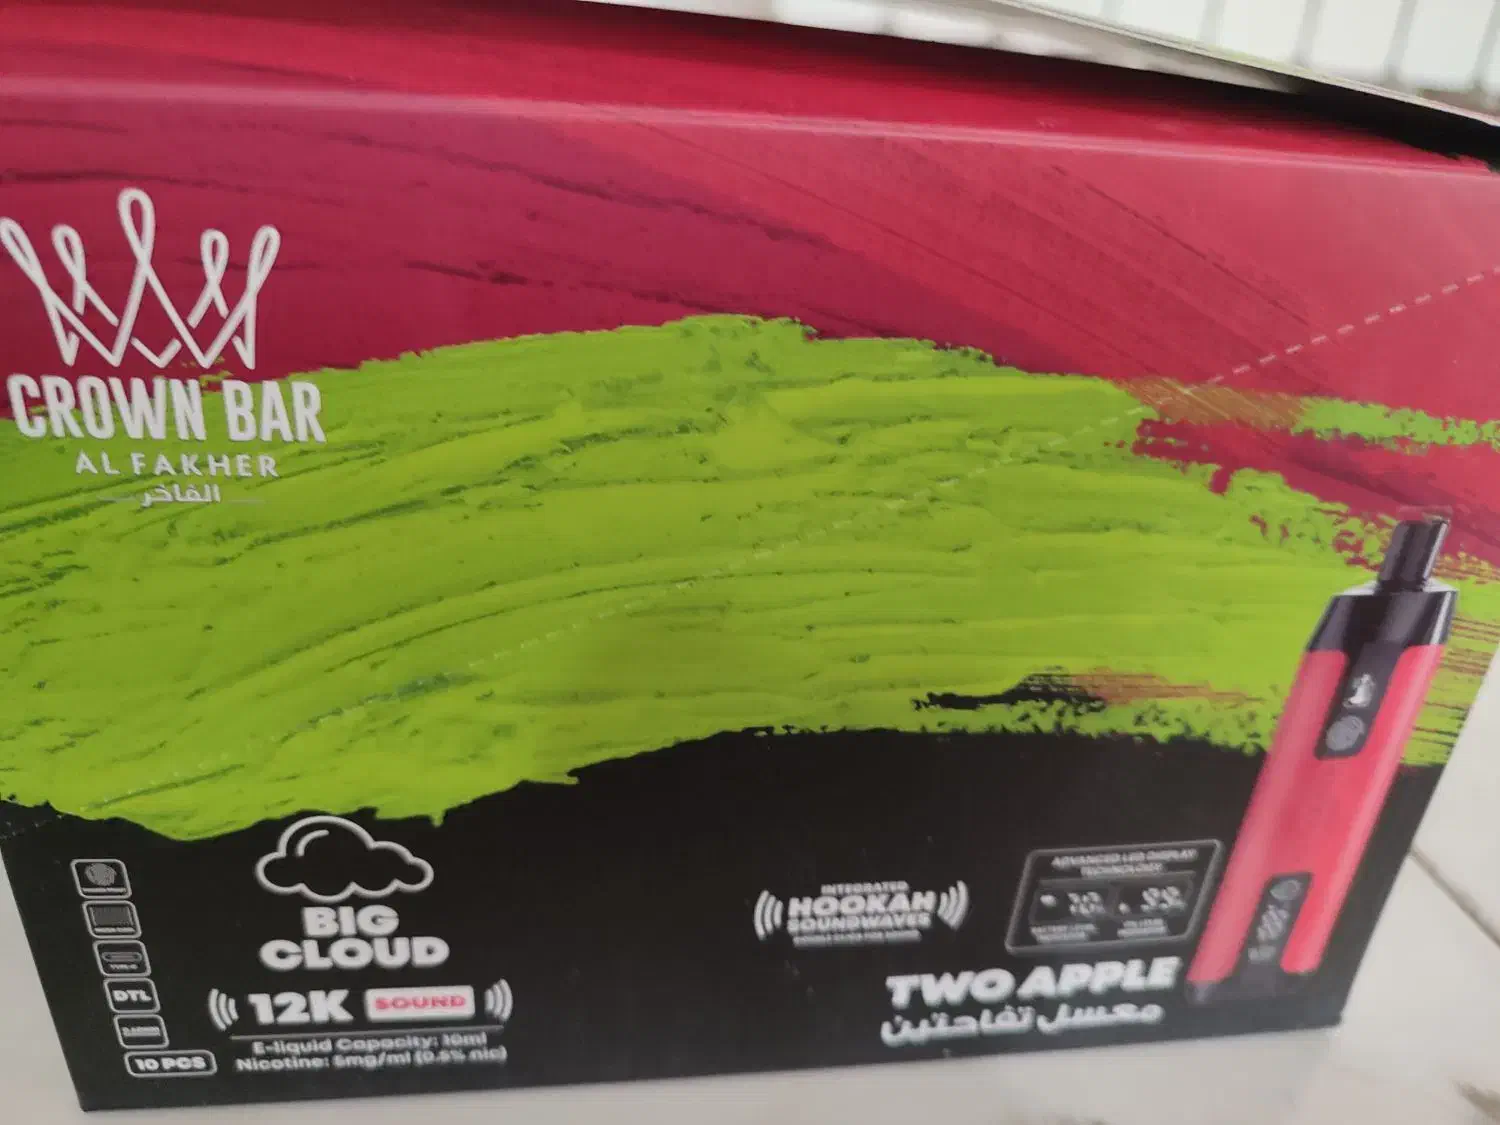 CROWN BAR
AL FAKHER
الفاخر
BIG
CLOUD
12K SOUND
E-liquid Capacity: 10ml
Nicotine: 5mg/ml (0.5% nic)
TYPE-C
DTL
10 PCS
INTEGRATED
HOOKAH
SOUNDWAVES
ADVANCED LED DISPLAY
TECHNOLOGY
TWO APPLE
معسل تفاحتين